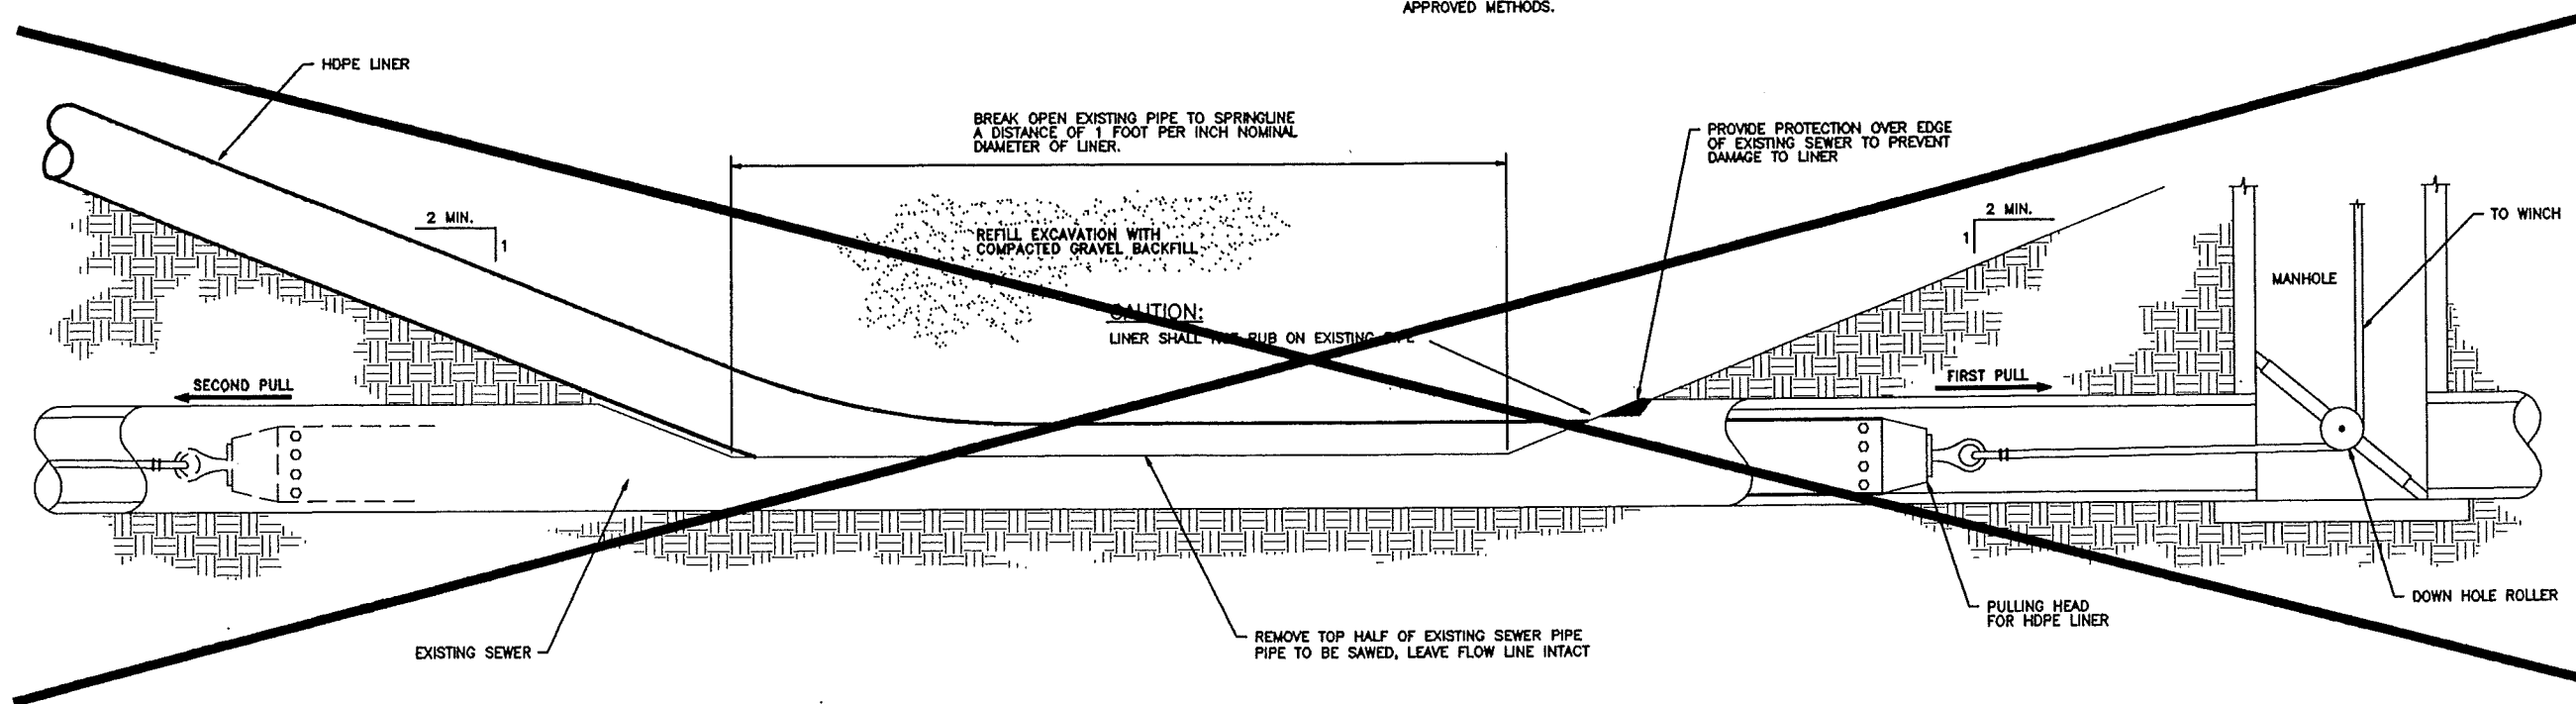 APPROVED METHODS.
HDPE LINER
BREAK OPEN EXISTING PIPE TO SPRINGLINE
A DISTANCE OF 1 FOOT PER INCH NOMINAL
DIAMETER OF LINER.
PROVIDE PROTECTION OVER EDGE
OF EXISTING SEWER TO PREVENT
DAMAGE TO LINER
2 MIN.
1
REFILL EXCAVATION WITH
COMPACTED GRAVEL BACKFILL
2 MIN.
1
TO WINCH
MANHOLE
CAUTION:
LINER SHALL NOT RUB ON EXISTING PIPE
SECOND PULL
FIRST PULL
EXISTING SEWER
REMOVE TOP HALF OF EXISTING SEWER PIPE
PIPE TO BE SAWED, LEAVE FLOW LINE INTACT
PULLING HEAD
FOR HDPE LINER
DOWN HOLE ROLLER